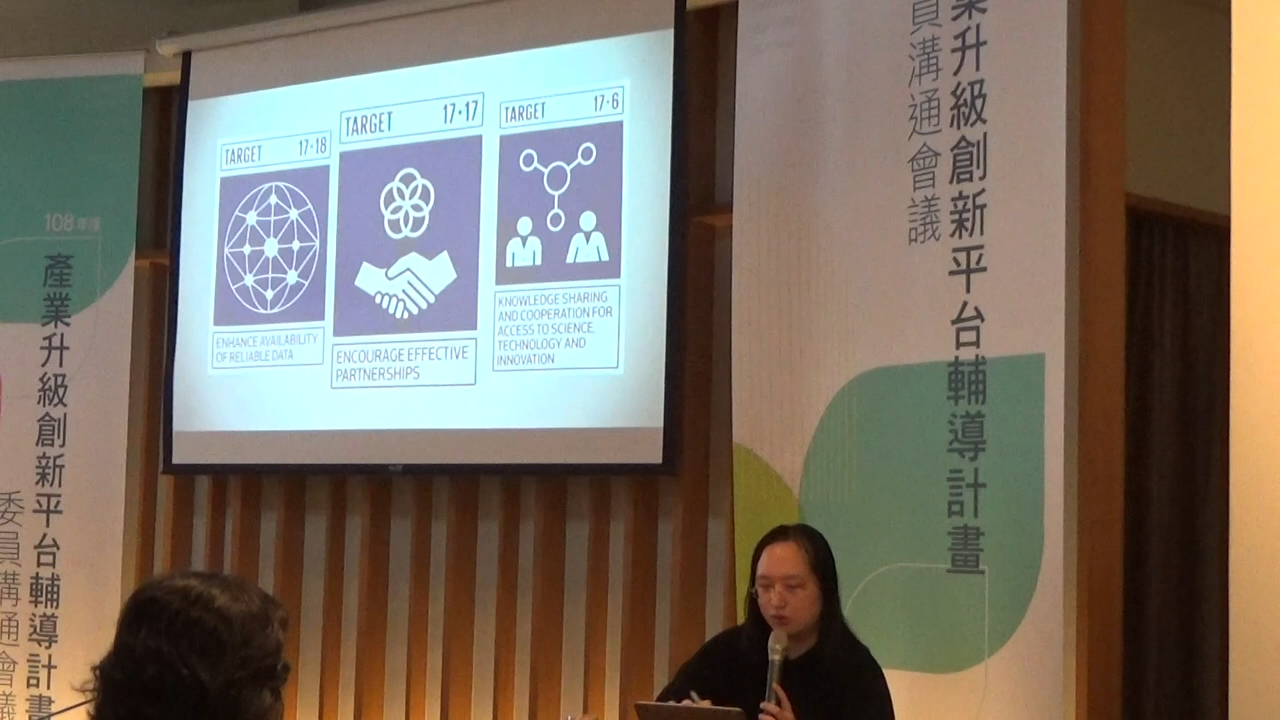 108年度
產業升級創新平台輔導計畫
委員溝通會議
TARGET 17·18
ENHANCE AVAILABILITY
OF RELIABLE DATA
TARGET 17·17
ENCOURAGE EFFECTIVE
PARTNERSHIPS
TARGET 17·6
KNOWLEDGE SHARING
AND COOPERATION FOR
ACCESS TO SCIENCE,
TECHNOLOGY AND
INNOVATION
業升級創新平台輔導計畫
員溝通會議